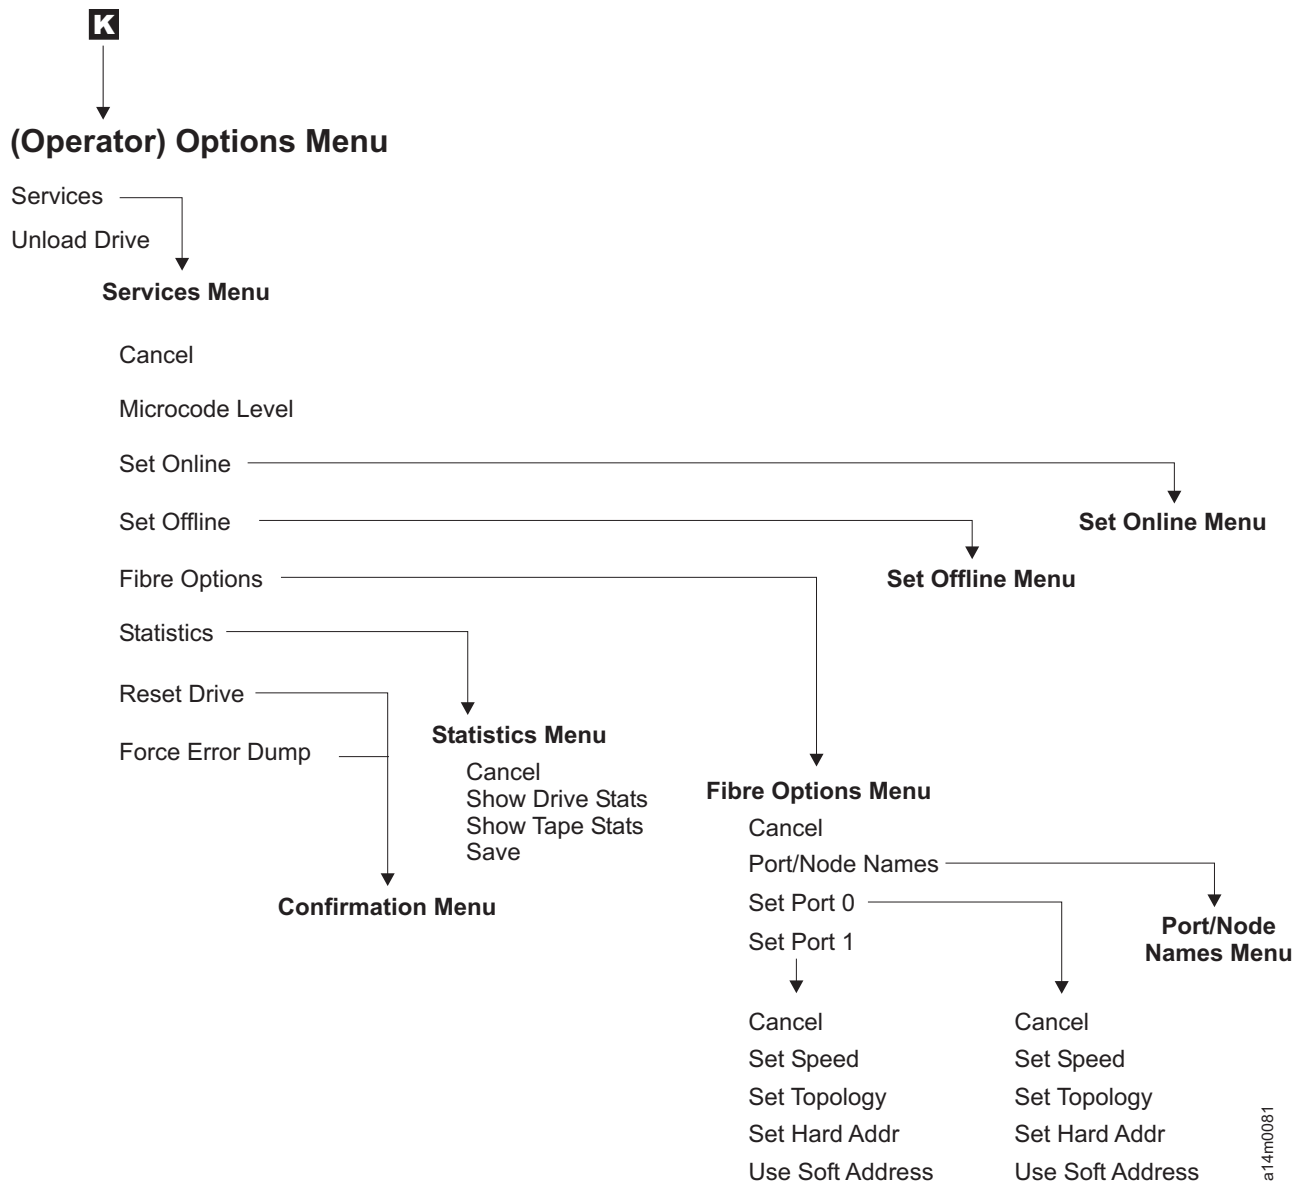 K
(Operator) Options Menu
Services
Unload Drive
Services Menu
Cancel
Microcode Level
Set Online
Set Online Menu
Set Offline
Set Offline Menu
Fibre Options
Statistics
Reset Drive
Force Error Dump
Statistics Menu
Cancel
Show Drive Stats
Show Tape Stats
Save
Confirmation Menu
Fibre Options Menu
Cancel
Port/Node Names
Set Port 0
Set Port 1
Port/Node
Names Menu
Cancel
Set Speed
Set Topology
Set Hard Addr
Use Soft Address
Cancel
Set Speed
Set Topology
Set Hard Addr
Use Soft Address
a14m0081